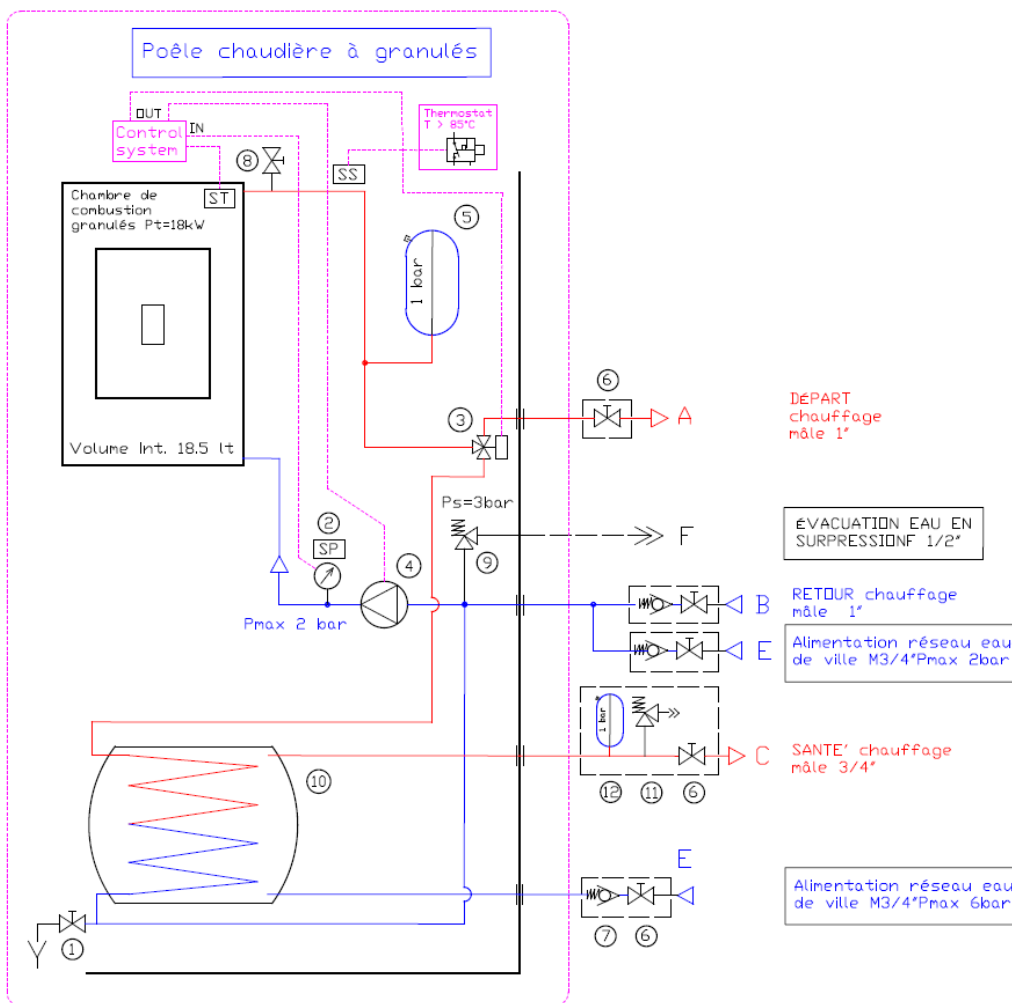 Poêle chaudière à granulés
OUT
IN
Control
system
Thermostat
T > 85°C
8
SS
ST
Chambre de
combustion
granulés Pt=18kW
5
1 bar
6
3
A
DÉPART
chauffage
mâle 1"
Volume Int. 18.5 lt
Ps=3bar
2
SP
4
9
F
ÉVACUATION EAU EN
SURPRESSIONF 1/2"
Pmax 2 bar
B
RETOUR chauffage
mâle 1"
E
Alimentation réseau eau
de ville M3/4"Pmax 2bar
1 bar
C
SANTE' chauffage
mâle 3/4"
10
12
11
6
E
Alimentation réseau eau
de ville M3/4"Pmax 6bar
1
7
6